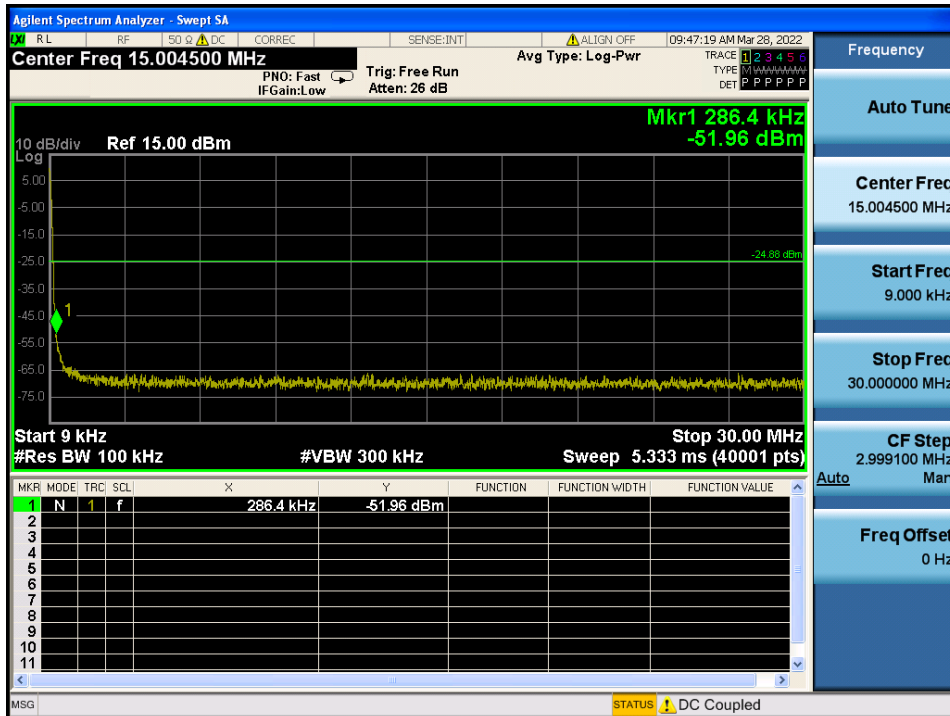 Agilent Spectrum Analyzer - Swept SA
LXI RL RF 50 Ω DC CORREC SENSE:INT ALIGN OFF 09:47:19 AM Mar 28, 2022
Center Freq 15.004500 MHz
PNO: Fast
IFGain:Low
Trig: Free Run
Atten: 26 dB
Avg Type: Log-Pwr
TRACE 1 2 3 4 5 6
TYPE M
DET P P P P P P
Mkr1 286.4 kHz
-51.96 dBm
10 dB/div Ref 15.00 dBm
Log
5.00
-5.00
-15.0
-24.88 dBm
-25.0
-35.0
-45.0
1
-55.0
-65.0
-75.0
Start 9 kHz Stop 30.00 MHz
#Res BW 100 kHz #VBW 300 kHz Sweep 5.333 ms (40001 pts)
MKR MODE TRC SCL X Y FUNCTION FUNCTION WIDTH FUNCTION VALUE
1 N 1 f 286.4 kHz -51.96 dBm
2
3
4
5
6
7
8
9
10
11
MSG STATUS DC Coupled
Frequency
Auto Tune
Center Freq
15.004500 MHz
Start Freq
9.000 kHz
Stop Freq
30.000000 MHz
CF Step
2.999100 MHz
Auto Man
Freq Offset
0 Hz